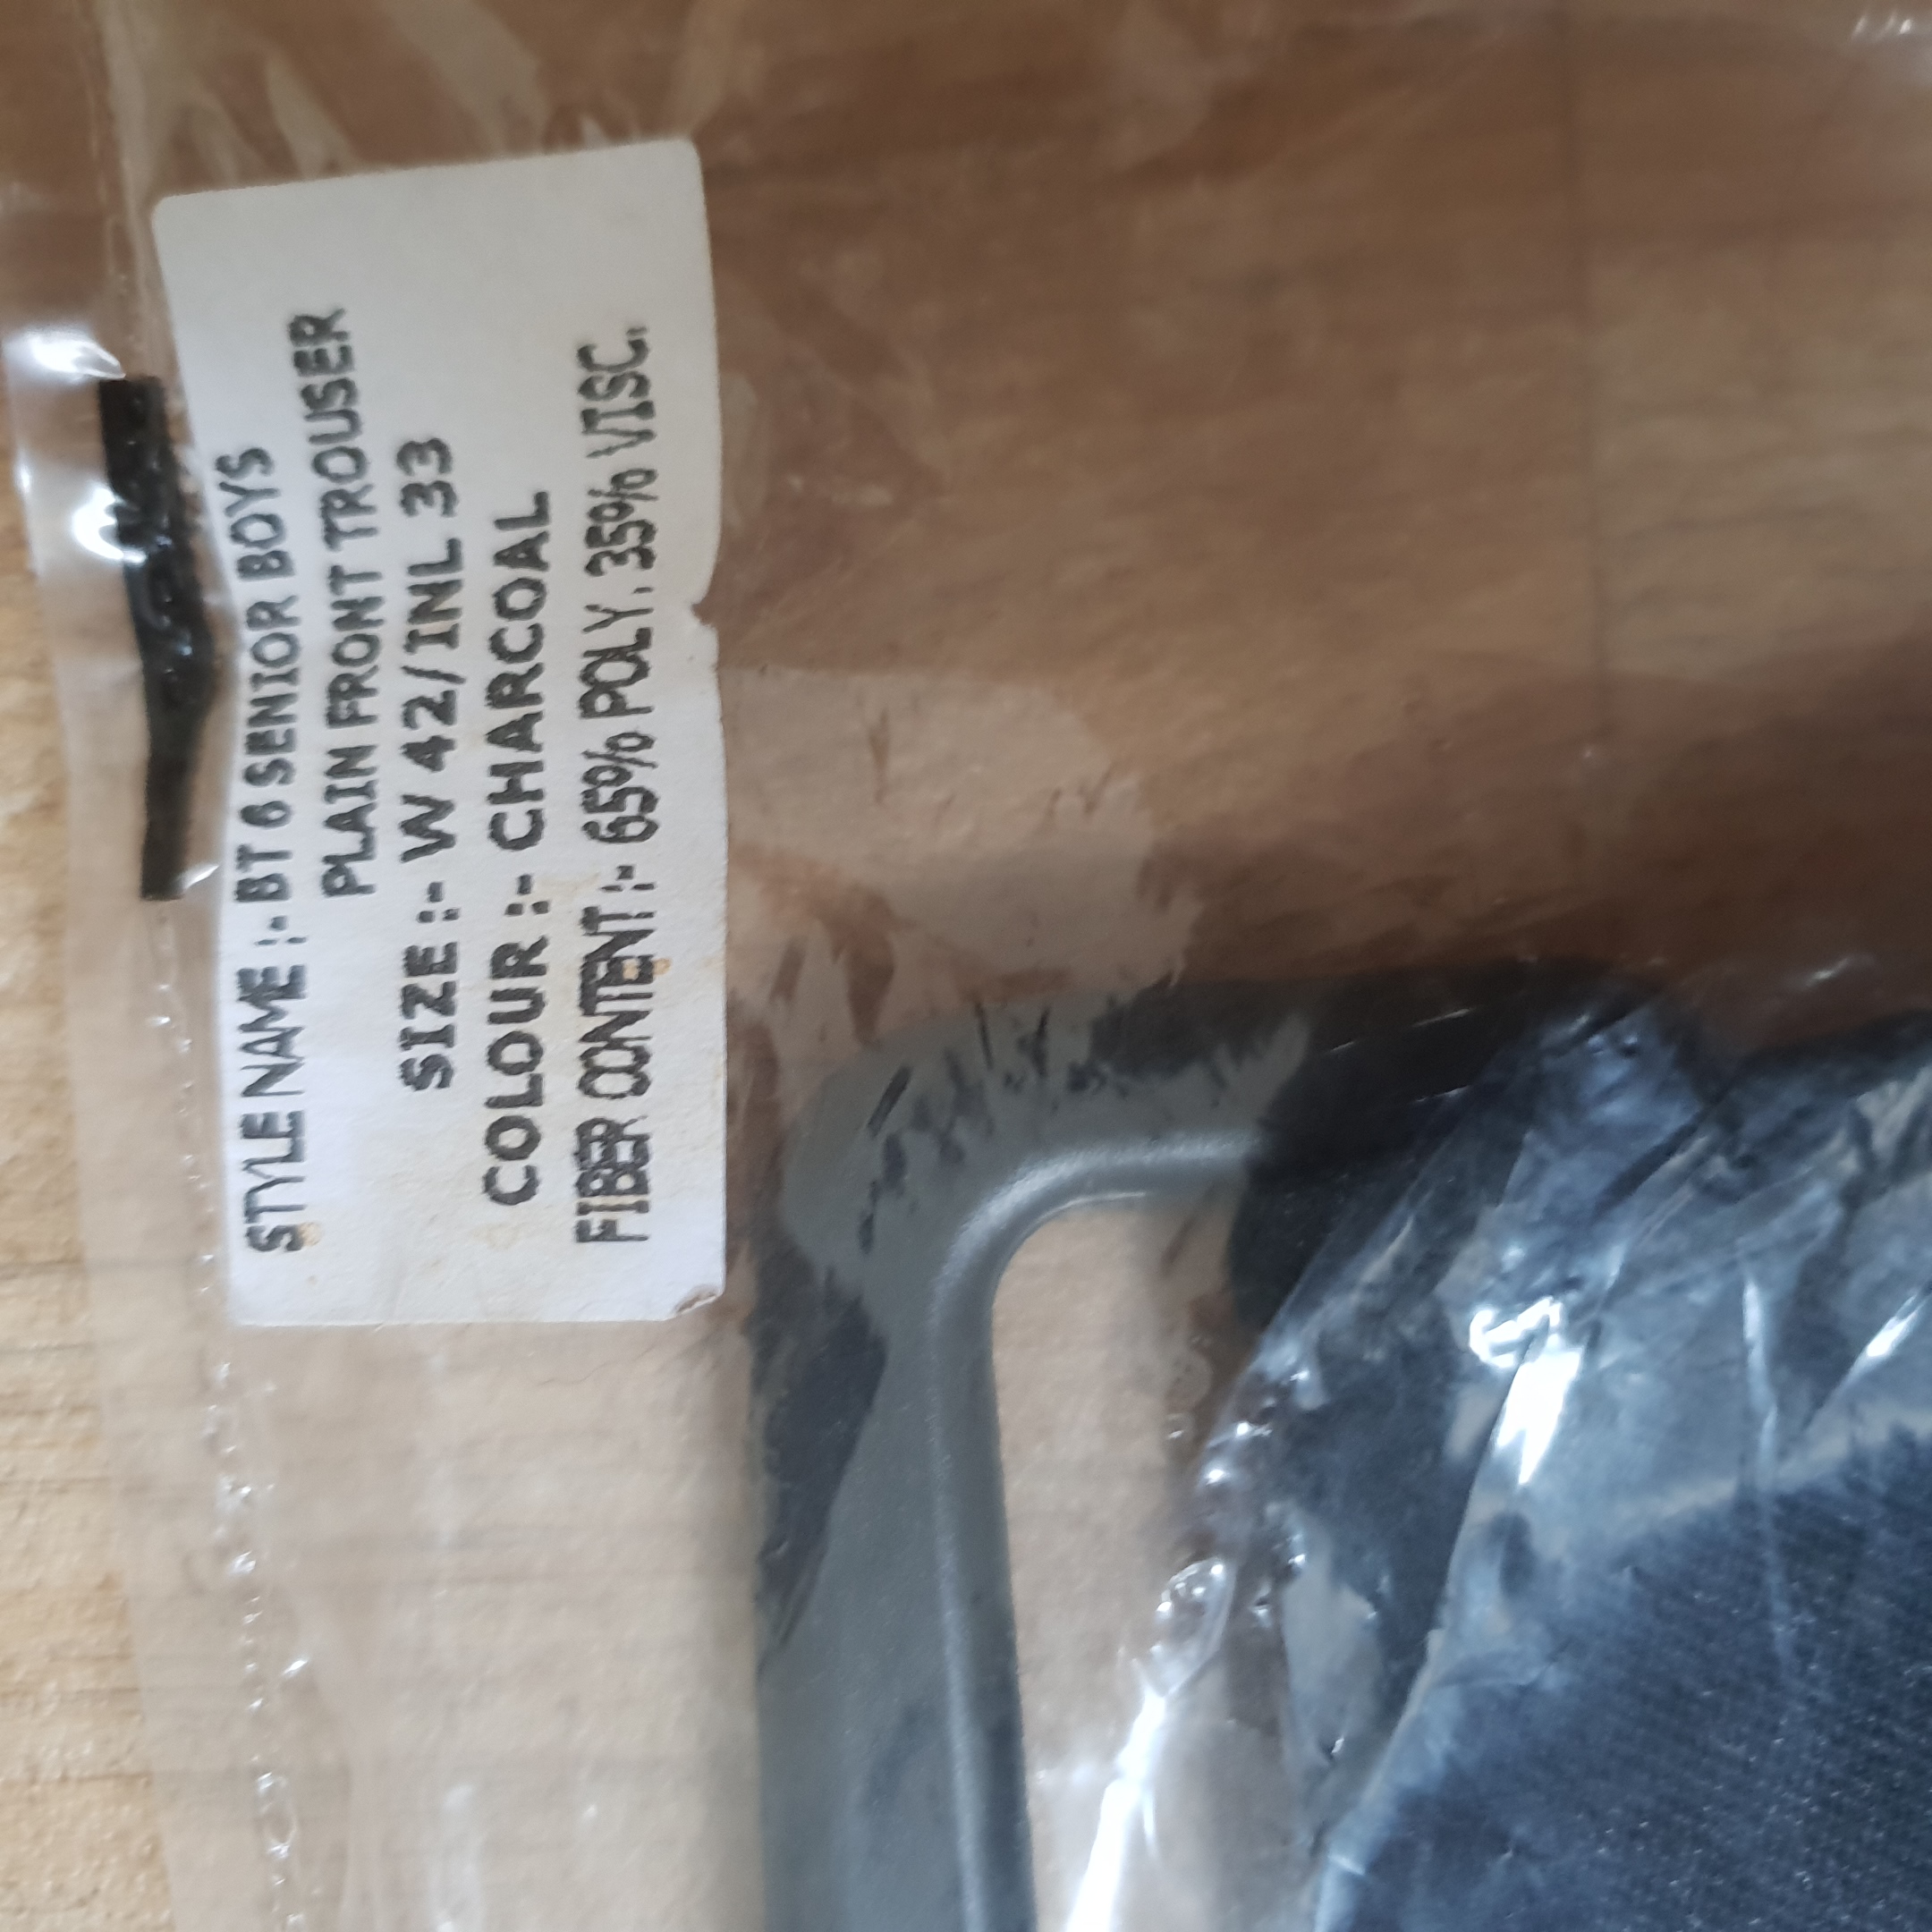 STYLE NAME :- BT 6 SENIOR BOYS
PLAIN FRONT TROUSER
SIZE :- W 42/INL 33
COLOUR :- CHARCOAL
FIBER CONTENT :- 65% POLY. 35% VISC.